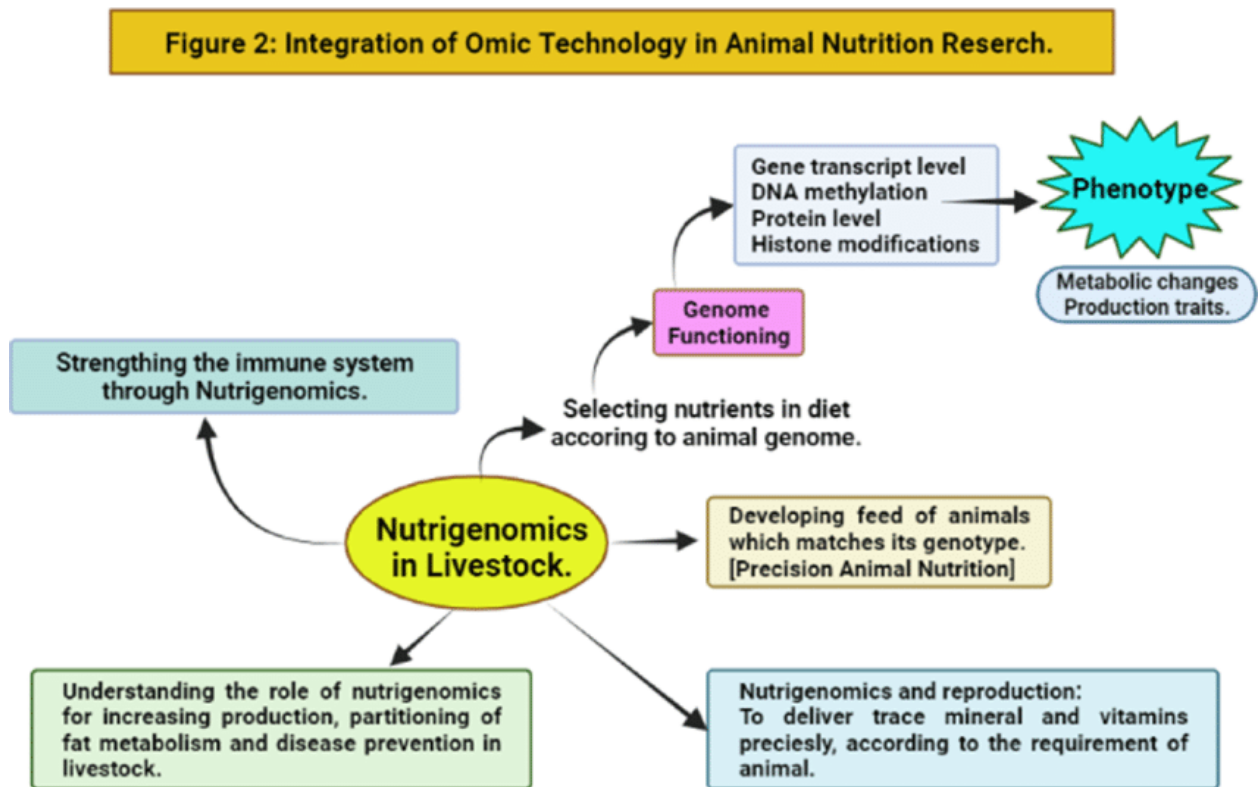 Figure 2: Integration of Omic Technology in Animal Nutrition Reserch.
Gene transcript level
DNA methylation
Protein level
Histone modifications
Phenotype
Metabolic changes
Production traits.
Genome
Functioning
Strengthing the immune system
through Nutrigenomics.
Selecting nutrients in diet
accoring to animal genome.
Nutrigenomics
in Livestock.
Developing feed of animals
which matches its genotype.
[Precision Animal Nutrition]
Understanding the role of nutrigenomics
for increasing production, partitioning of
fat metabolism and disease prevention in
livestock.
Nutrigenomics and reproduction:
To deliver trace mineral and vitamins
preciesly, according to the requirement of
animal.